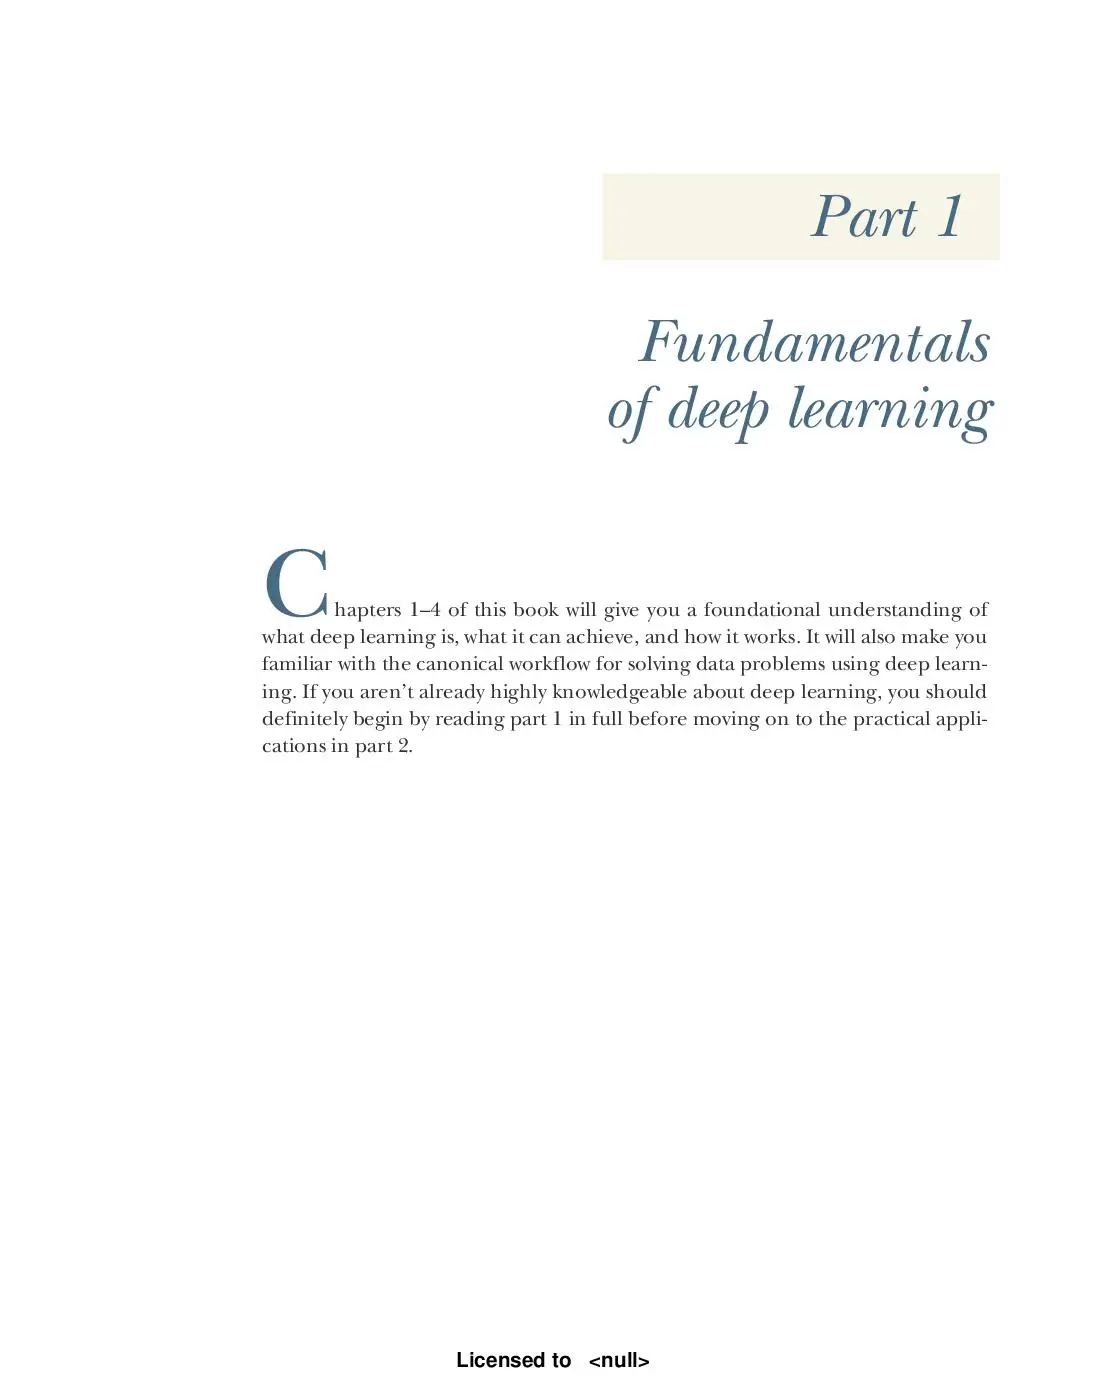 Part 1
Fundamentals
of deep learning
Chapters 1–4 of this book will give you a foundational understanding of
what deep learning is, what it can achieve, and how it works. It will also make you
familiar with the canonical workflow for solving data problems using deep learn-
ing. If you aren’t already highly knowledgeable about deep learning, you should
definitely begin by reading part 1 in full before moving on to the practical appli-
cations in part 2.
Licensed to <null>